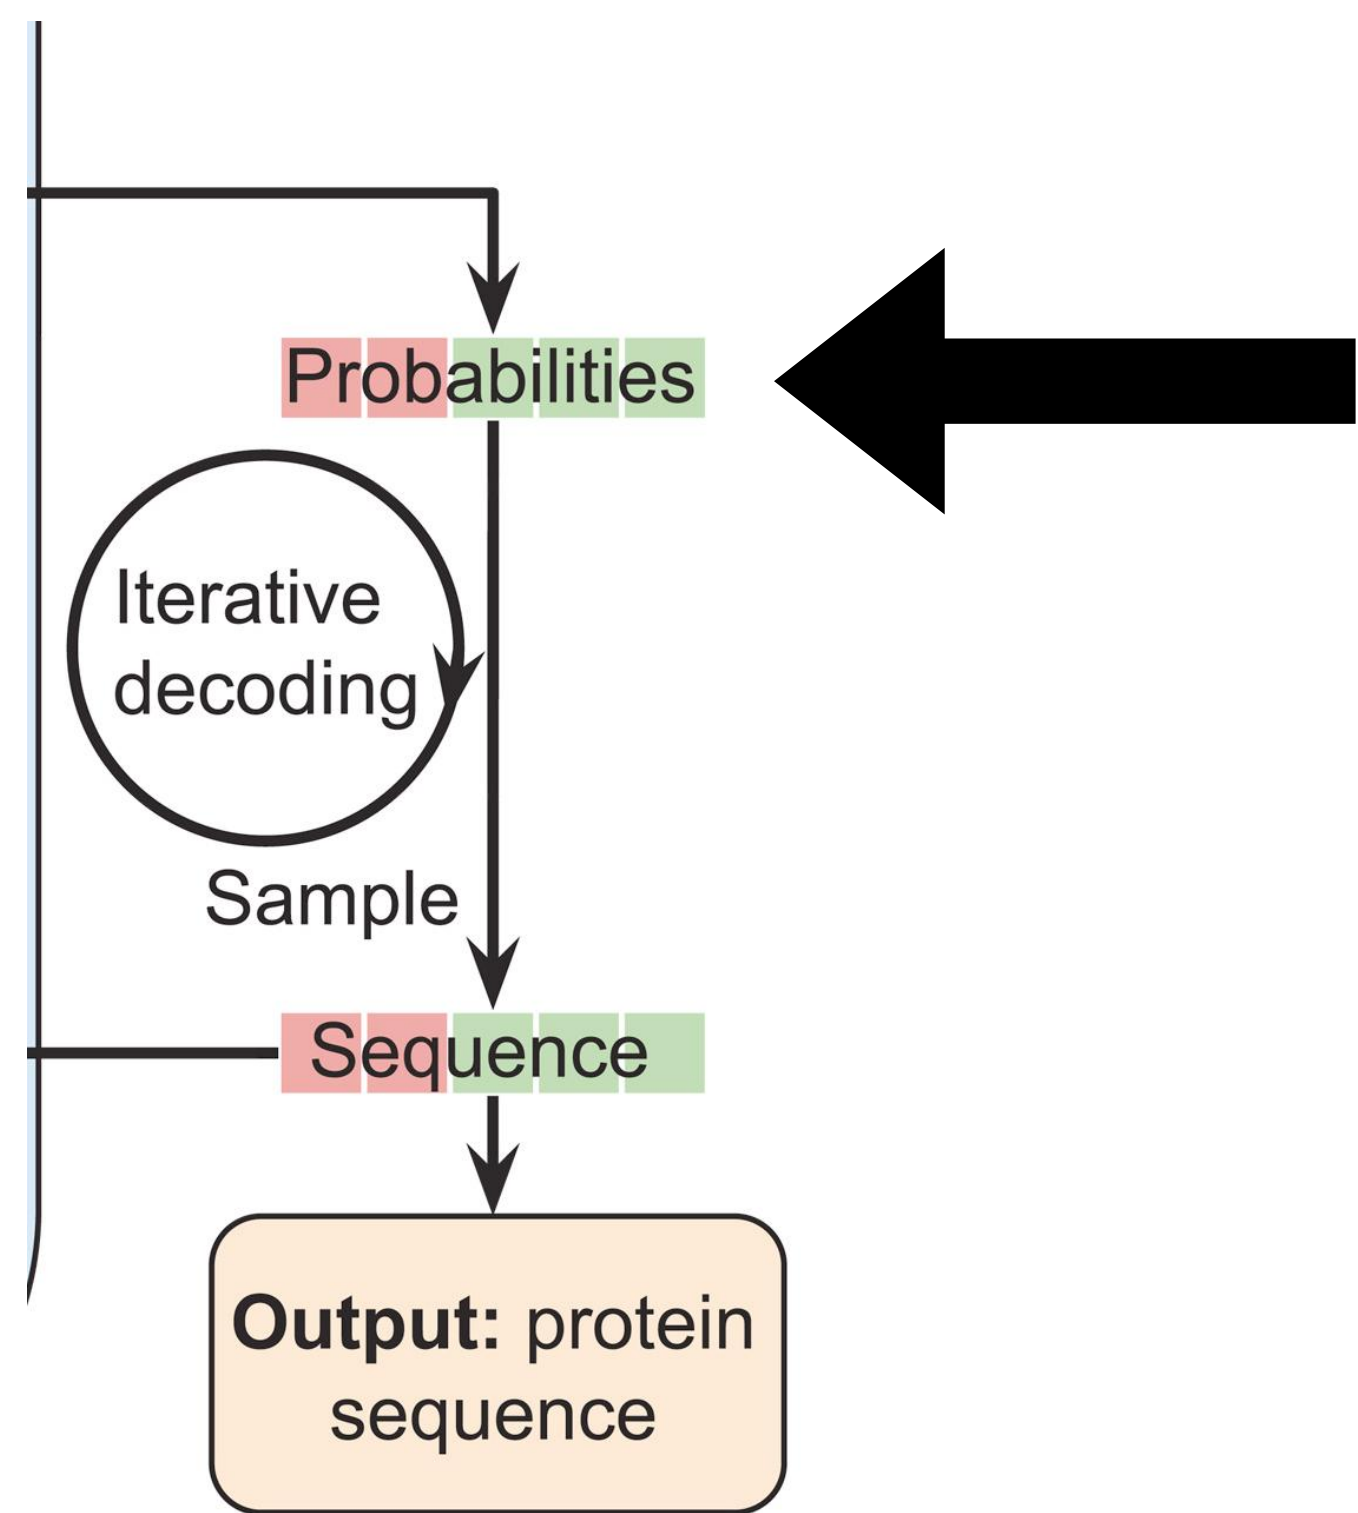 Probabilities
Iterative
decoding
Sample
Sequence
Output: protein
sequence